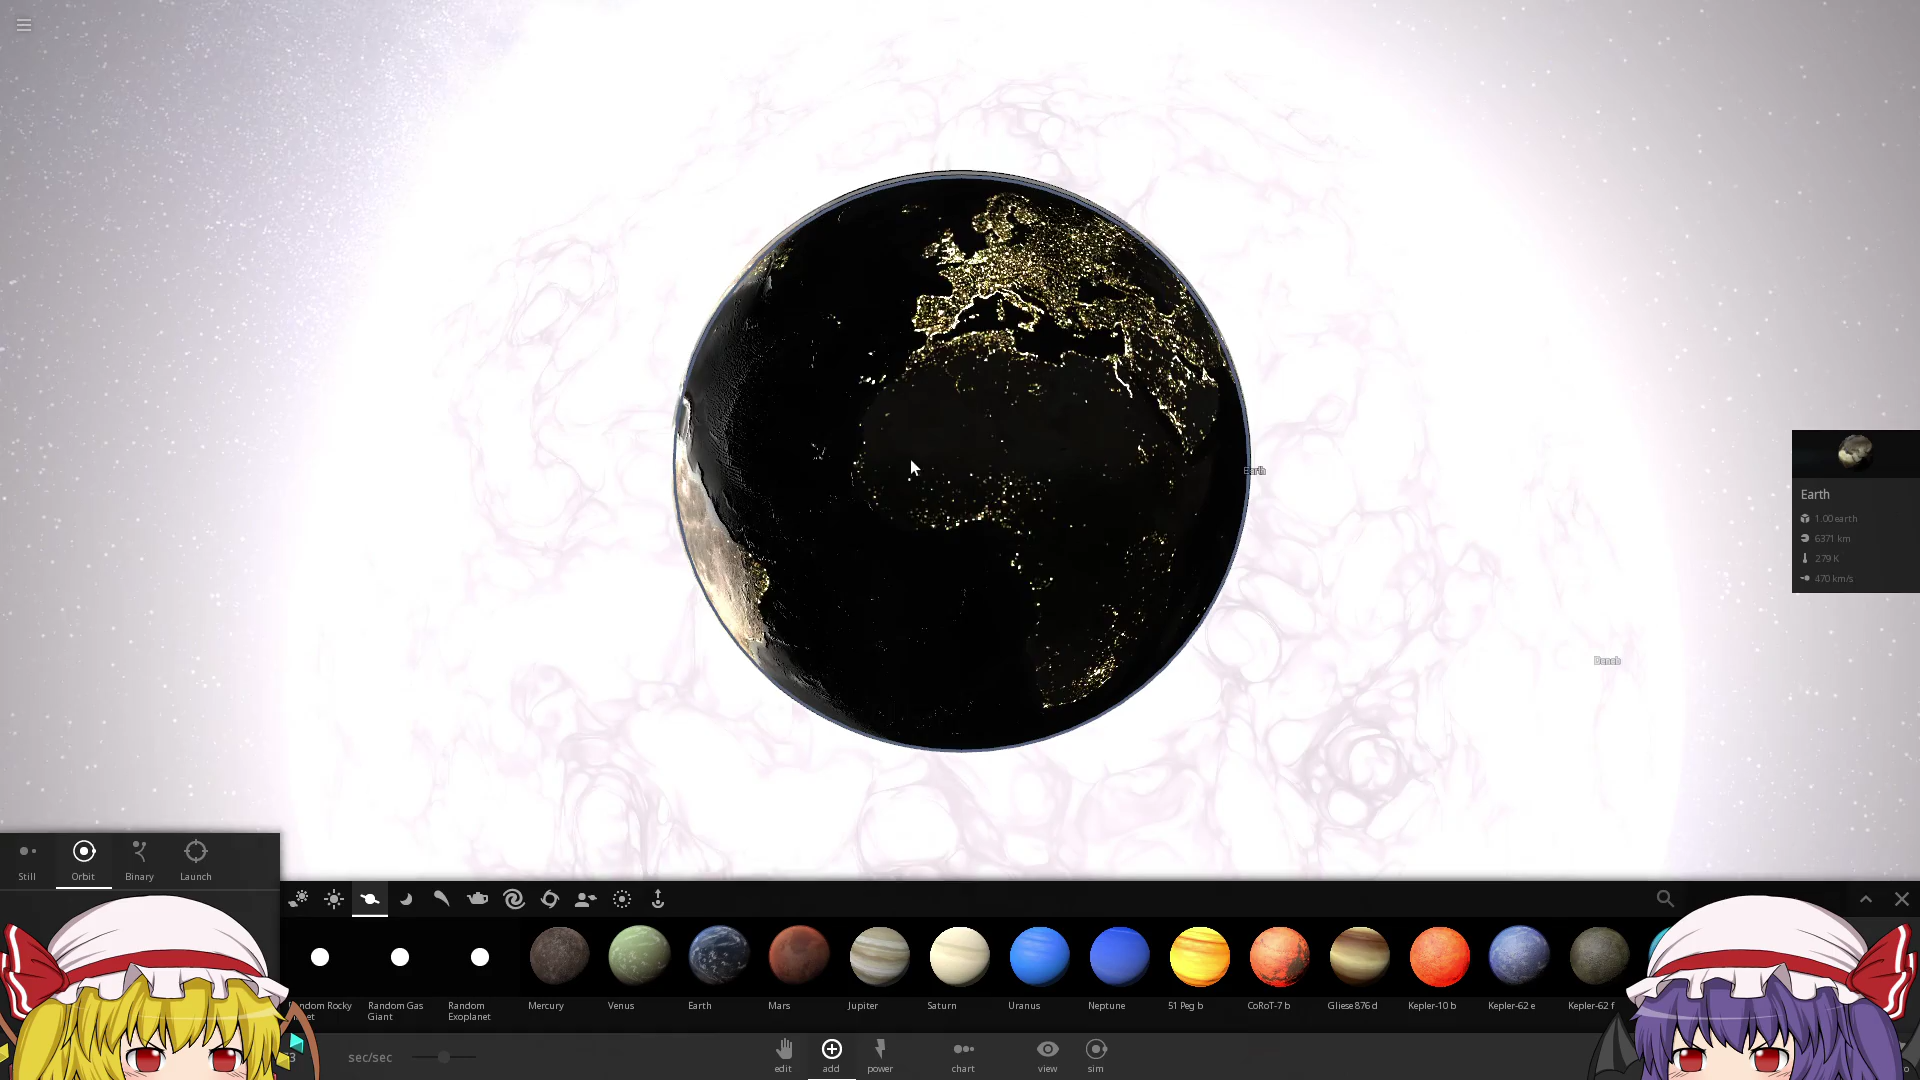 Earth
Earth
1.00 earth
6371 km
279 K
470 km/s
Deneb
Still
Orbit
Binary
Launch
Random Gas
Giant
Random
Exoplanet
Mercury
Venus
Earth
Mars
Jupiter
Saturn
Uranus
Neptune
51 Peg b
CoRoT-7 b
Gliese 876 d
Kepler-10 b
Kepler-62 e
Kepler-62 f
sec/sec
edit
add
power
chart
view
sim